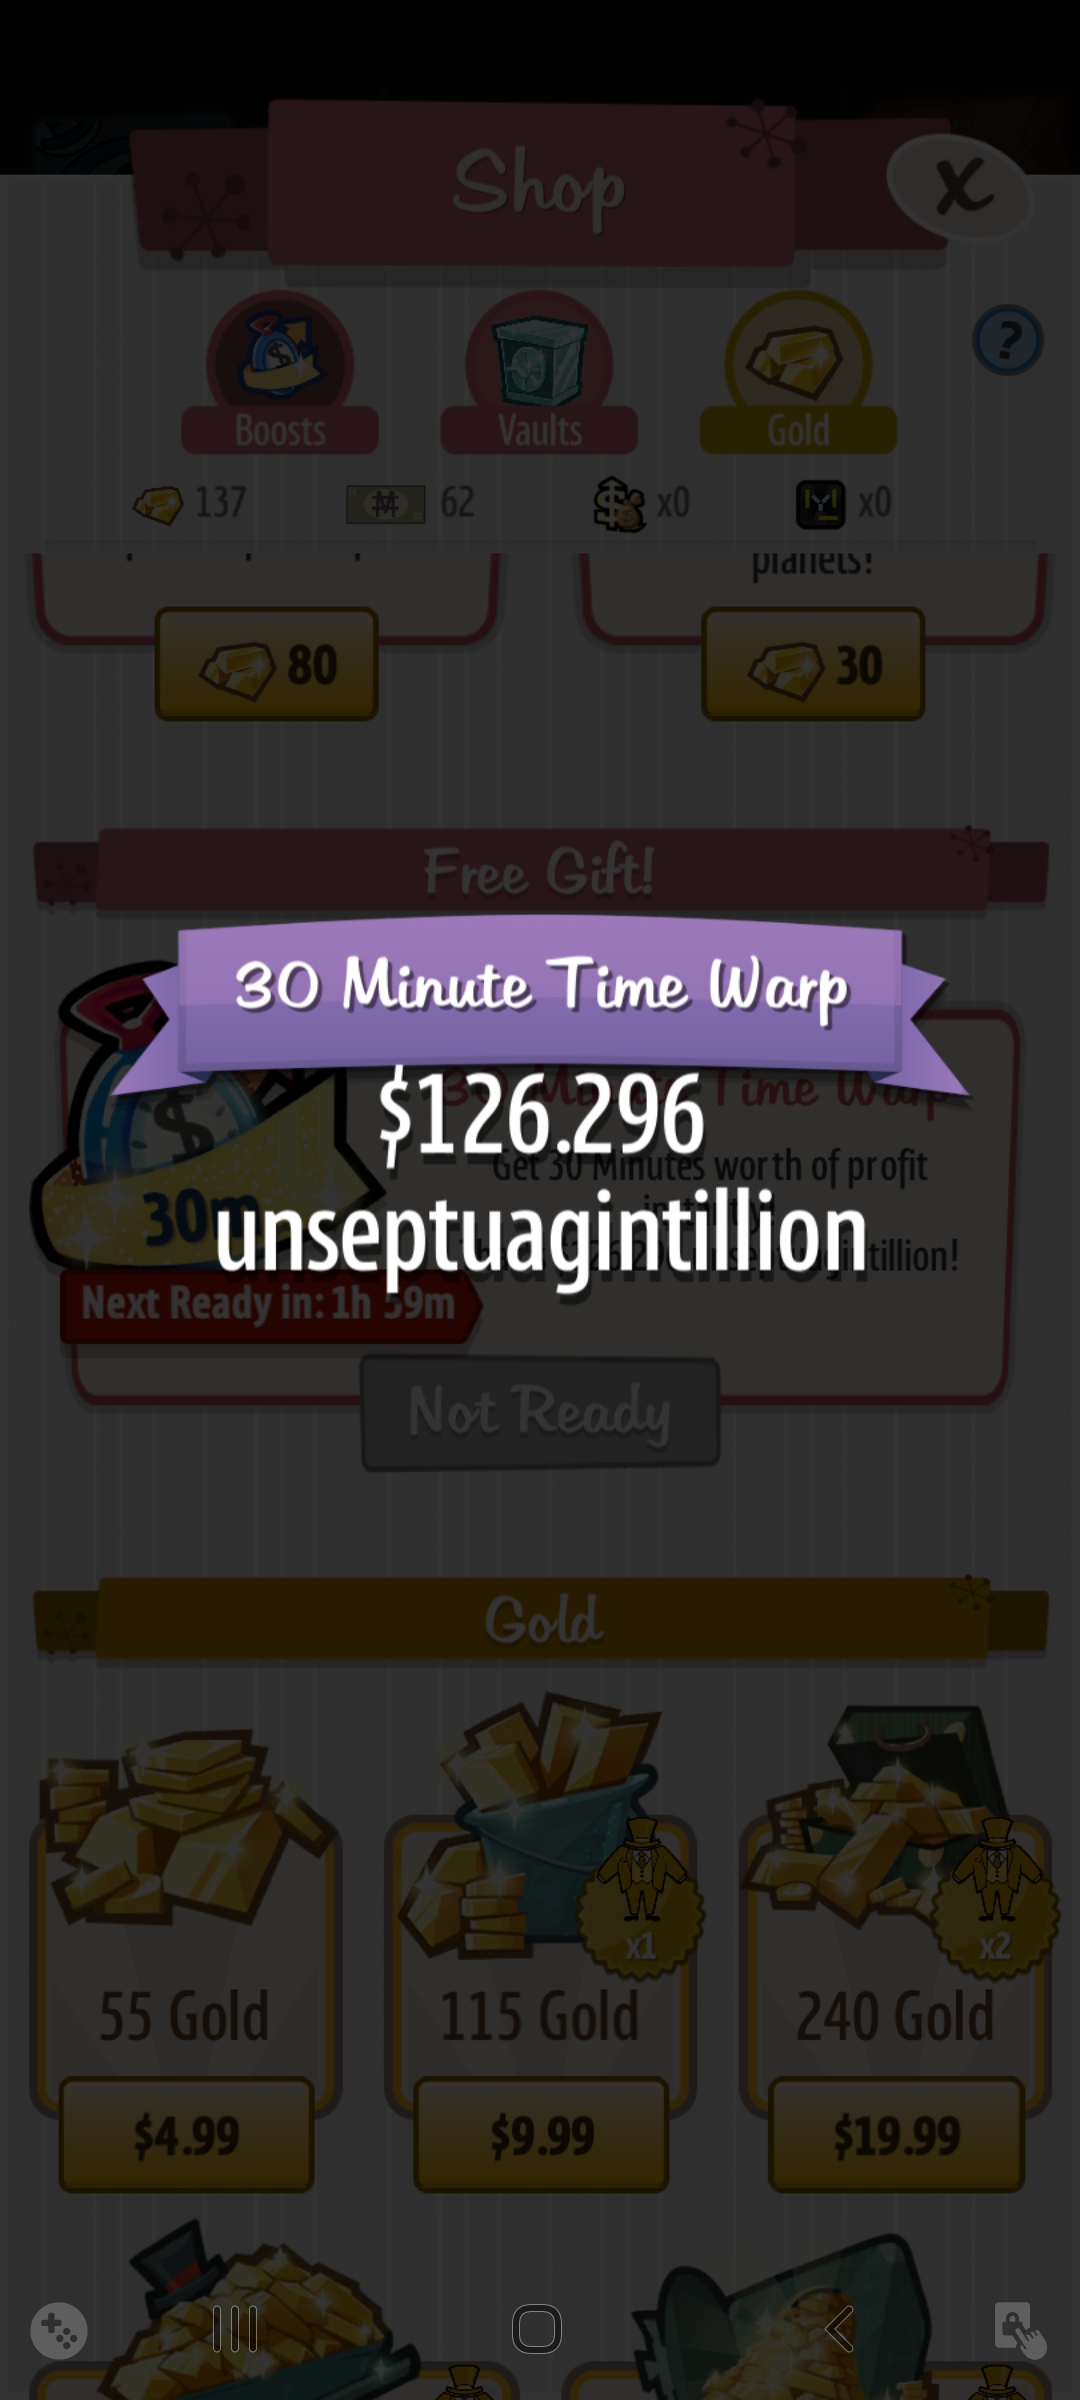 Shop
X
?
Boosts Vaults Gold
137 62 x0 x0
planets!
80 30
Free Gift!
30 Minute Time Warp
30 Minute Time Warp
$126.296
Get 30 Minutes worth of profit
30m
unseptuagintillion
Next Ready in: 1h 59m
Not Ready
Gold
x1 x2
55 Gold 115 Gold 240 Gold
$4.99 $9.99 $19.99